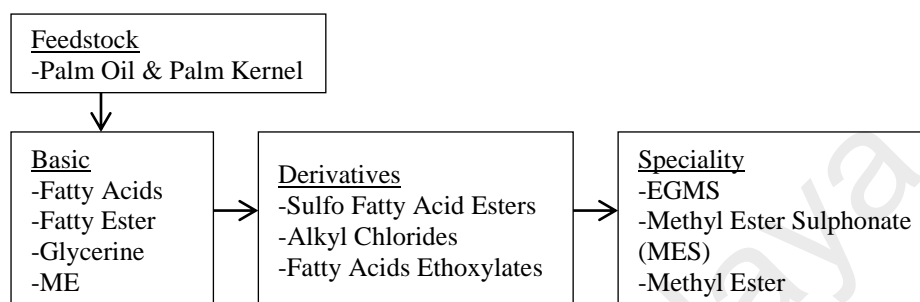 Feedstock
-Palm Oil & Palm Kernel
Basic
-Fatty Acids
-Fatty Ester
-Glycerine
-ME
Derivatives
-Sulfo Fatty Acid Esters
-Alkyl Chlorides
-Fatty Acids Ethoxylates
Speciality
-EGMS
-Methyl Ester Sulphonate
(MES)
-Methyl Ester
laya